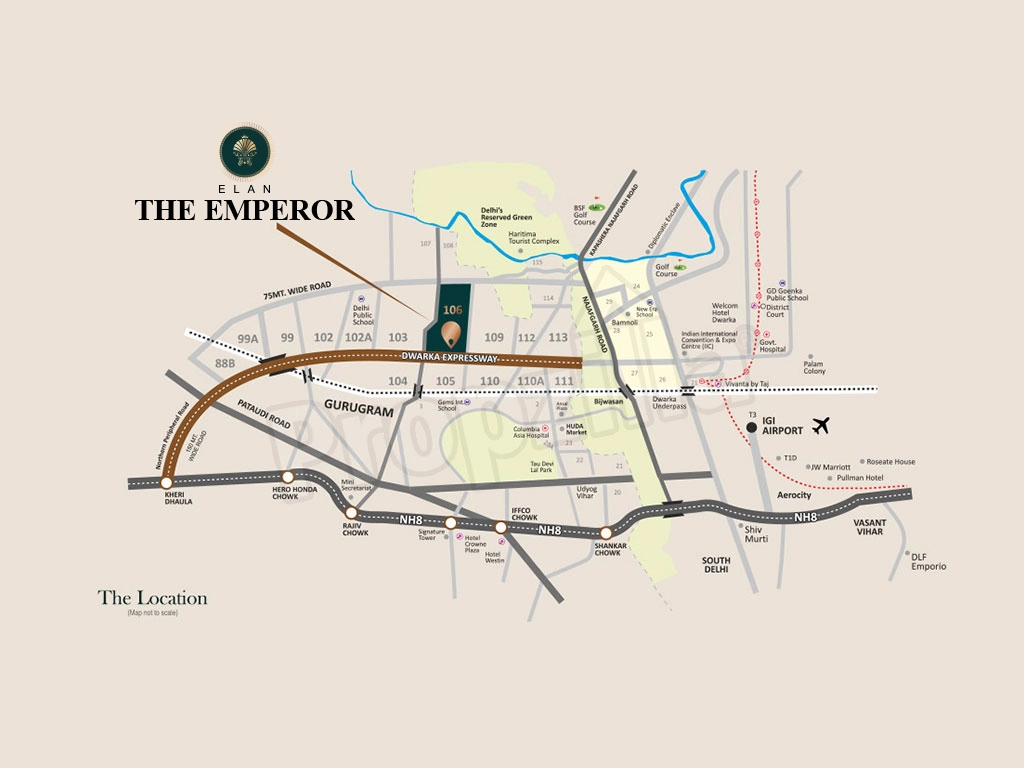 ELAN
THE EMPEROR
Delhi's
Reserved Green
Zone
Haritima
Tourist Complex
BSF
Golf
Course
KAPASHERA NAJAFGARH ROAD
Diplomatic Enclave
107
108
115
Golf
Course
75MT. WIDE ROAD
Delhi
Public
School
106
114
24
29
New Era
School
Bamnoli
28
25
NAJAFGARH ROAD
Welcom
Hotel
Dwarka
GD Goenka
Public School
District
Court
Indian International
Convention & Expo
Centre (IIC)
Govt.
Hospital
Palam
Colony
99A
99
102
102A
103
109
112
113
88B
DWARKA EXPRESSWAY
27
26
104
105
110
110A
111
Vivanta by Taj
GURUGRAM
Gems Int.
School
3
2
Ansal
Plaza
Bijwasan
Dwarka
Underpass
Northern Peripheral Road
150 MT.
WIDE ROAD
PATAUDI ROAD
Columbia
Asia Hospital
HUDA
Market
23
T3
IGI
AIRPORT
Tau Devi
Lal Park
22
21
T1D
JW Marriott
Roseate House
Pullman Hotel
KHERI
DHAULA
HERO HONDA
CHOWK
Mini
Secretariat
Udyog
Vihar
20
Aerocity
RAJIV
CHOWK
NH8
IFFCO
CHOWK
NH8
NH8
Signature
Tower
Hotel
Crowne
Plaza
Hotel
Westin
SHANKAR
CHOWK
Shiv
Murti
VASANT
VIHAR
SOUTH
DELHI
DLF
Emporio
The Location
(Map not to scale)